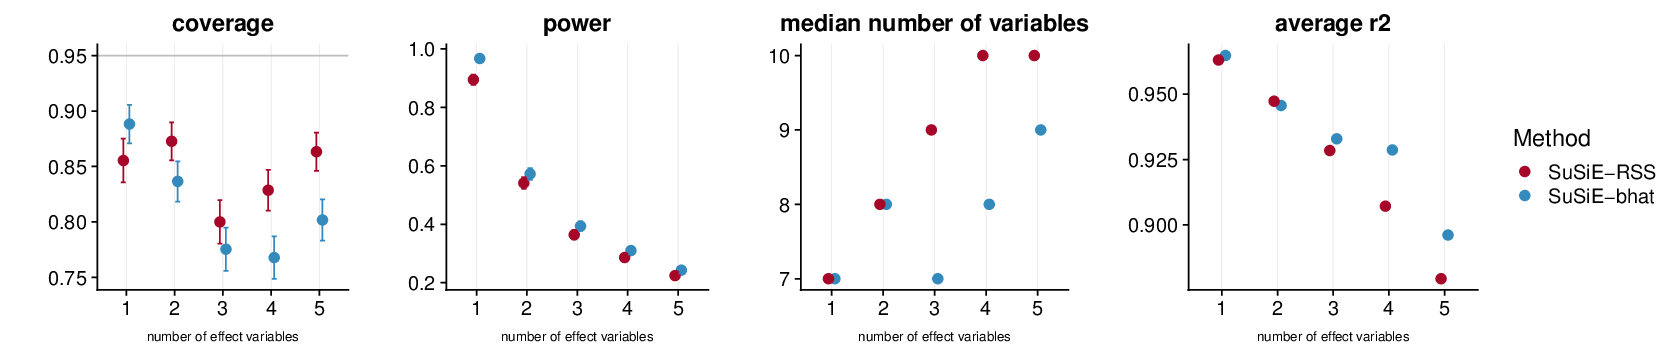 coverage
0.95
0.90
0.85
0.80
0.75
1 2 3 4 5
number of effect variables
power
1.0
0.8
0.6
0.4
0.2
1 2 3 4 5
number of effect variables
median number of variables
10
9
8
7
1 2 3 4 5
number of effect variables
average r2
0.950
0.925
0.900
1 2 3 4 5
number of effect variables
Method
SuSiE−RSS
SuSiE−bhat